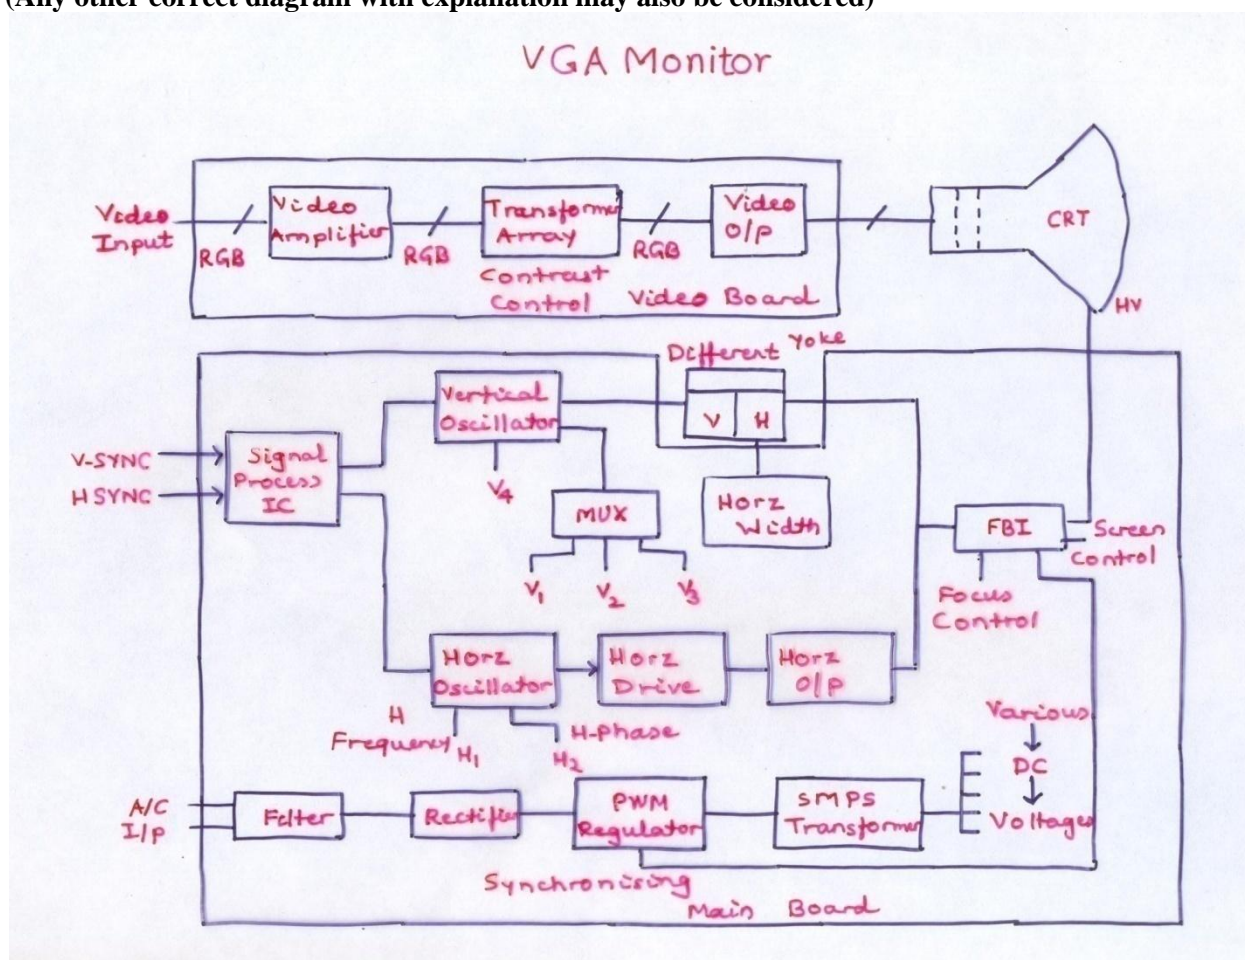 (Any other correct diagram with explanation may also be considered)
VGA Monitor
Video
Input
RGB
Video
Amplifier
RGB
Transformer
Array
Contrast
Control
RGB
Video
O/P
Video Board
CRT
HV
Different Yoke
V H
Vertical
Oscillator
V4
MUX
V1 V2 V3
Horz
Width
V-SYNC
H SYNC
Signal
Process
IC
FBI
Screen
Control
Focus
Control
Horz
Oscillator
Horz
Drive
Horz
O/P
H
Frequency
H1
H-Phase
H2
Various
DC
Voltages
A/C
I/p
Filter
Rectifier
PWM
Regulator
SMPS
Transformer
Synchronising
Main Board